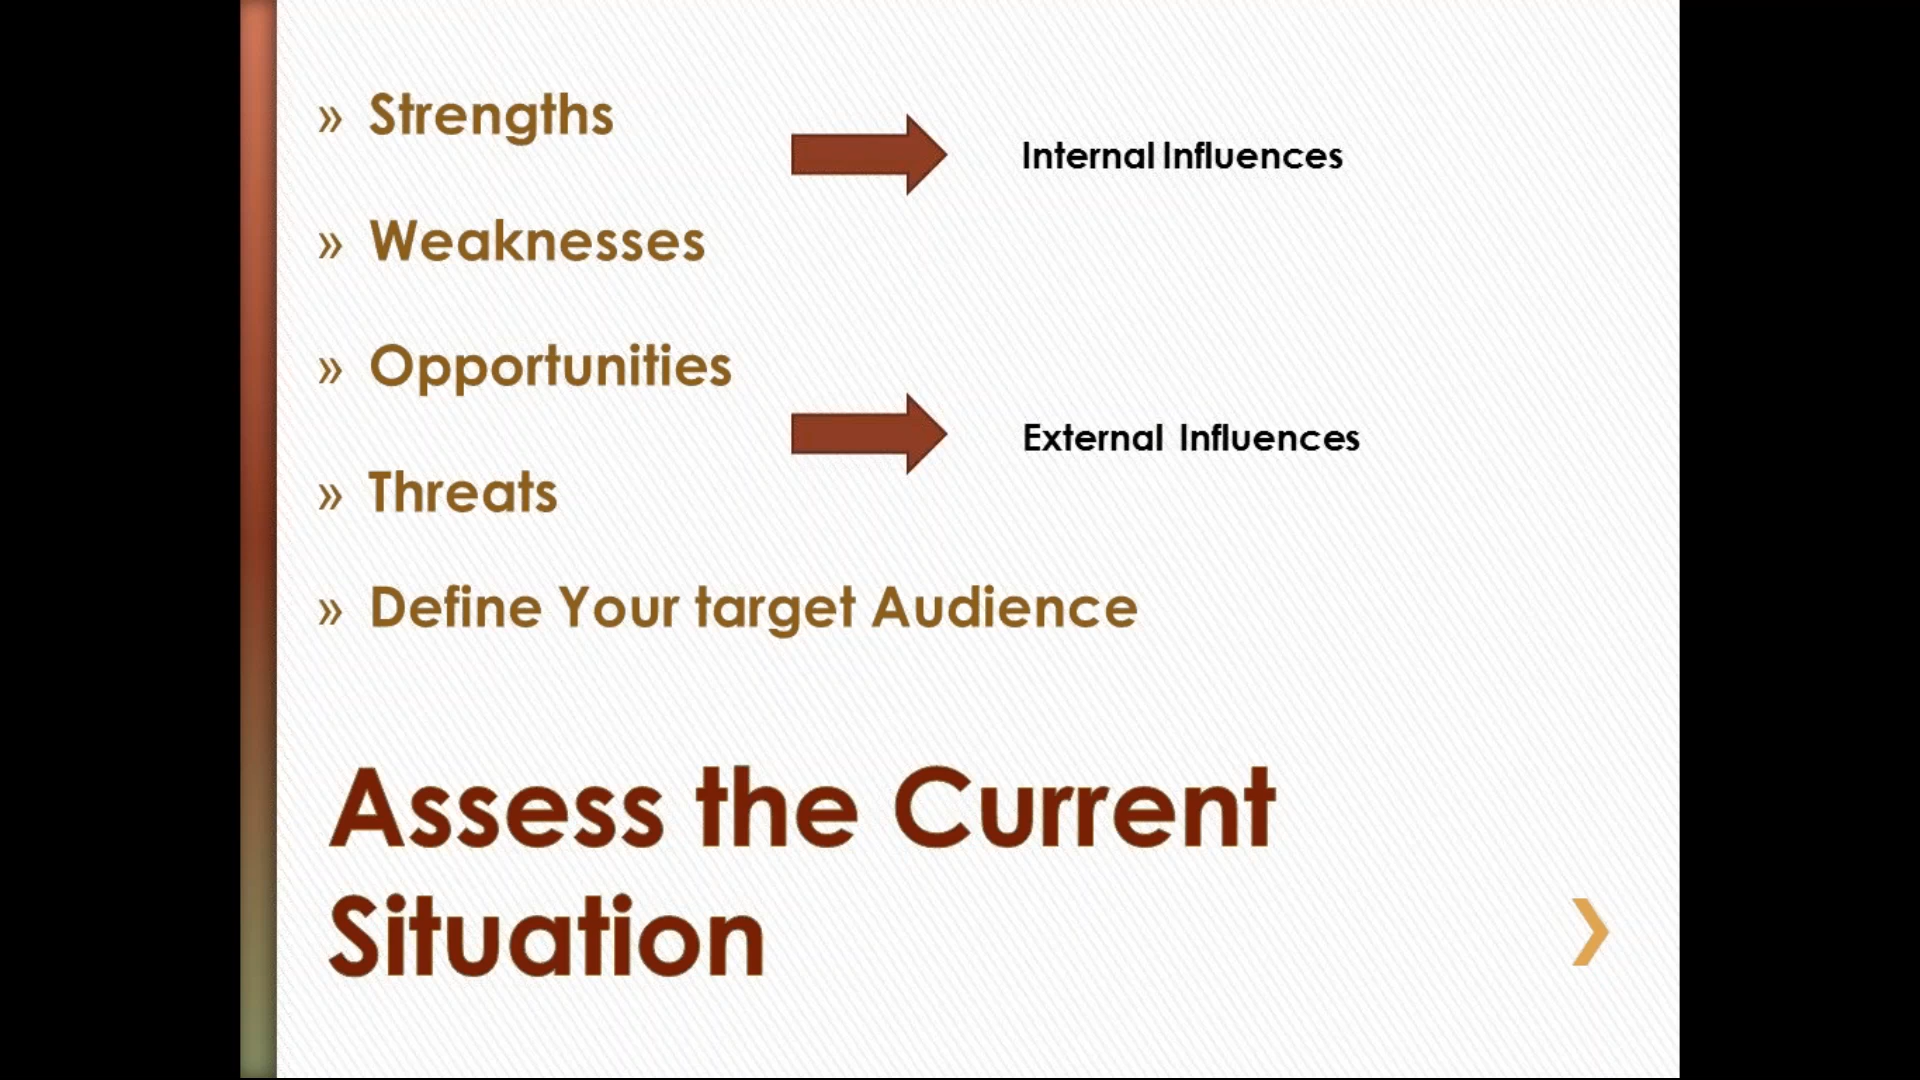 » Strengths
Internal Influences
» Weaknesses
» Opportunities
External Influences
» Threats
» Define Your target Audience
Assess the Current
Situation